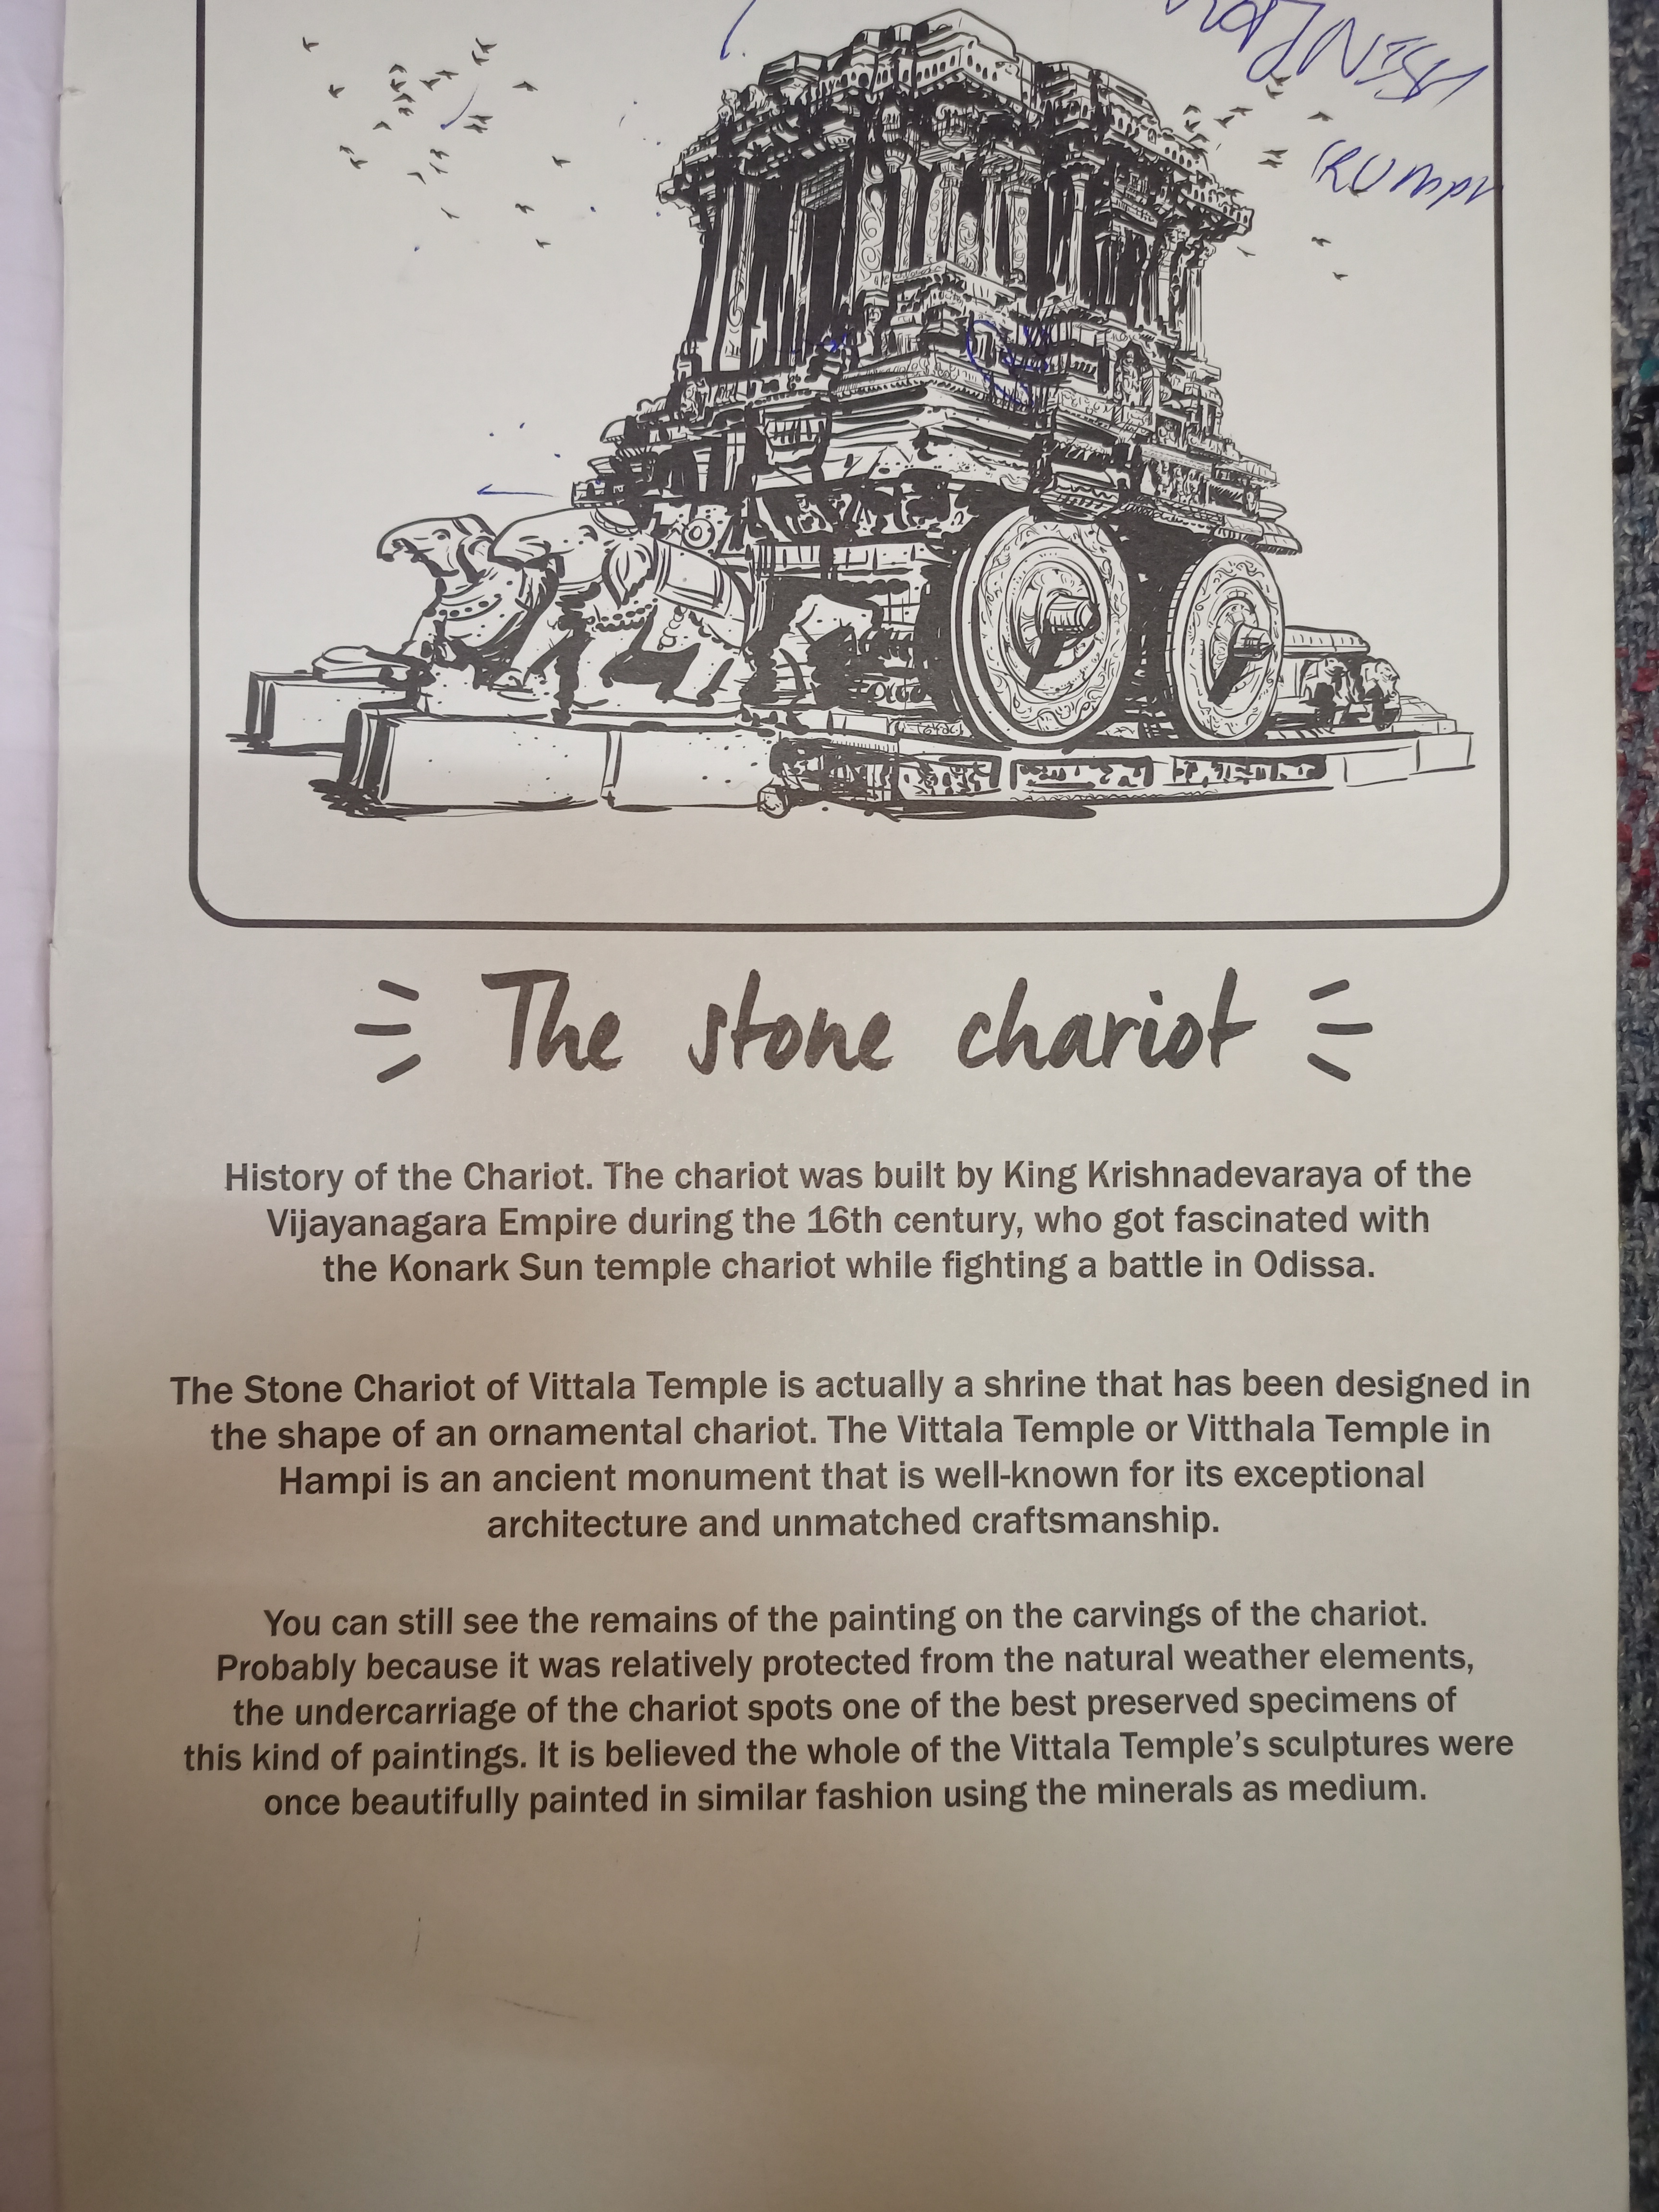 The stone chariot
History of the Chariot. The chariot was built by King Krishnadevaraya of the
Vijayanagara Empire during the 16th century, who got fascinated with
the Konark Sun temple chariot while fighting a battle in Odissa.
The Stone Chariot of Vittala Temple is actually a shrine that has been designed in
the shape of an ornamental chariot. The Vittala Temple or Vitthala Temple in
Hampi is an ancient monument that is well-known for its exceptional
architecture and unmatched craftsmanship.
You can still see the remains of the painting on the carvings of the chariot.
Probably because it was relatively protected from the natural weather elements,
the undercarriage of the chariot spots one of the best preserved specimens of
this kind of paintings. It is believed the whole of the Vittala Temple's sculptures were
once beautifully painted in similar fashion using the minerals as medium.